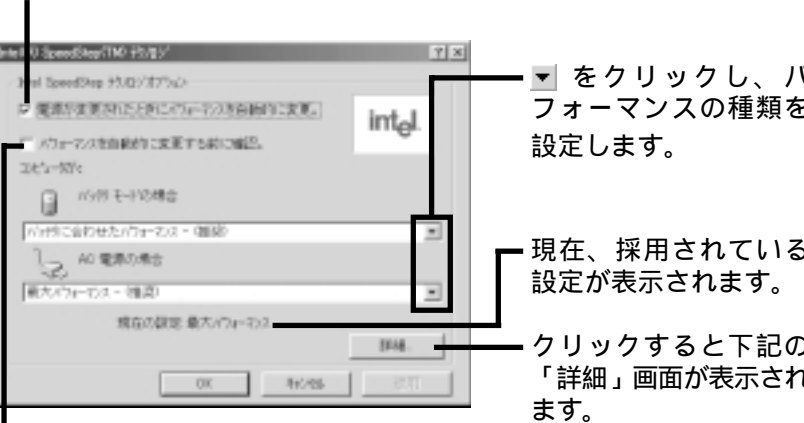 Intel(R) SpeedStep(TM) テクノロジ
Intel SpeedStep テクノロジ オプション
電源が変更されたときにパフォーマンスを自動的に変更。
パフォーマンスを自動的に変更する前に確認。
intel.
コンピュータが:
バッテリ モードの場合
バッテリに合わせたパフォーマンス - (推奨)
AC 電源の場合
最大パフォーマンス - (推奨)
現在の設定: 最大パフォーマンス
詳細...
OK
キャンセル
適用
をクリックし、パ
フォーマンスの種類を
設定します。
現在、採用されている
設定が表示されます。
クリックすると下記の
「詳細」画面が表示され
ます。